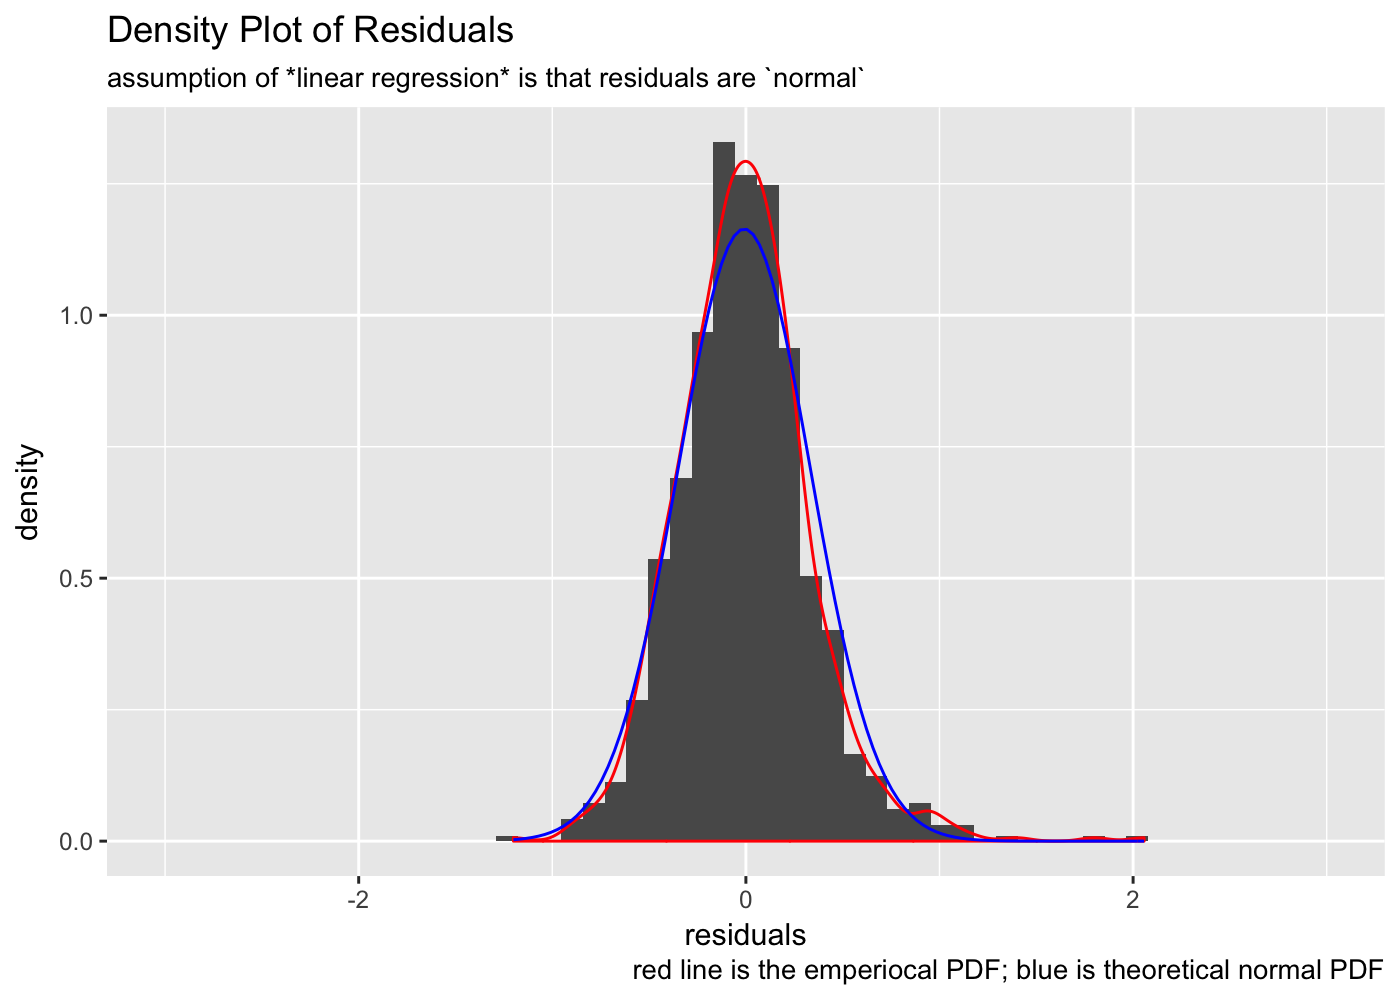 Density Plot of Residuals
assumption of *linear regression* is that residuals are `normal`
density
1.0
0.5
0.0
-2
0
2
residuals
red line is the emperiocal PDF; blue is theoretical normal PDF